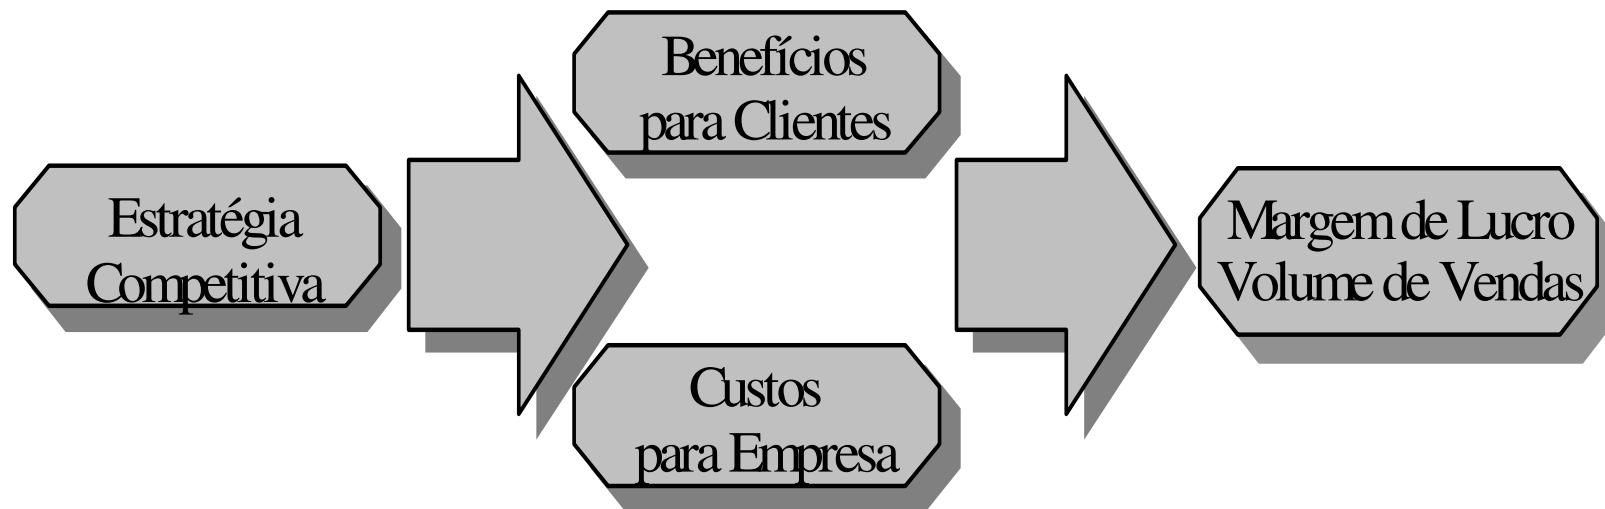 Estratégia
Competitiva
Benefícios
para Clientes
Custos
para Empresa
Margem de Lucro
Volume de Vendas